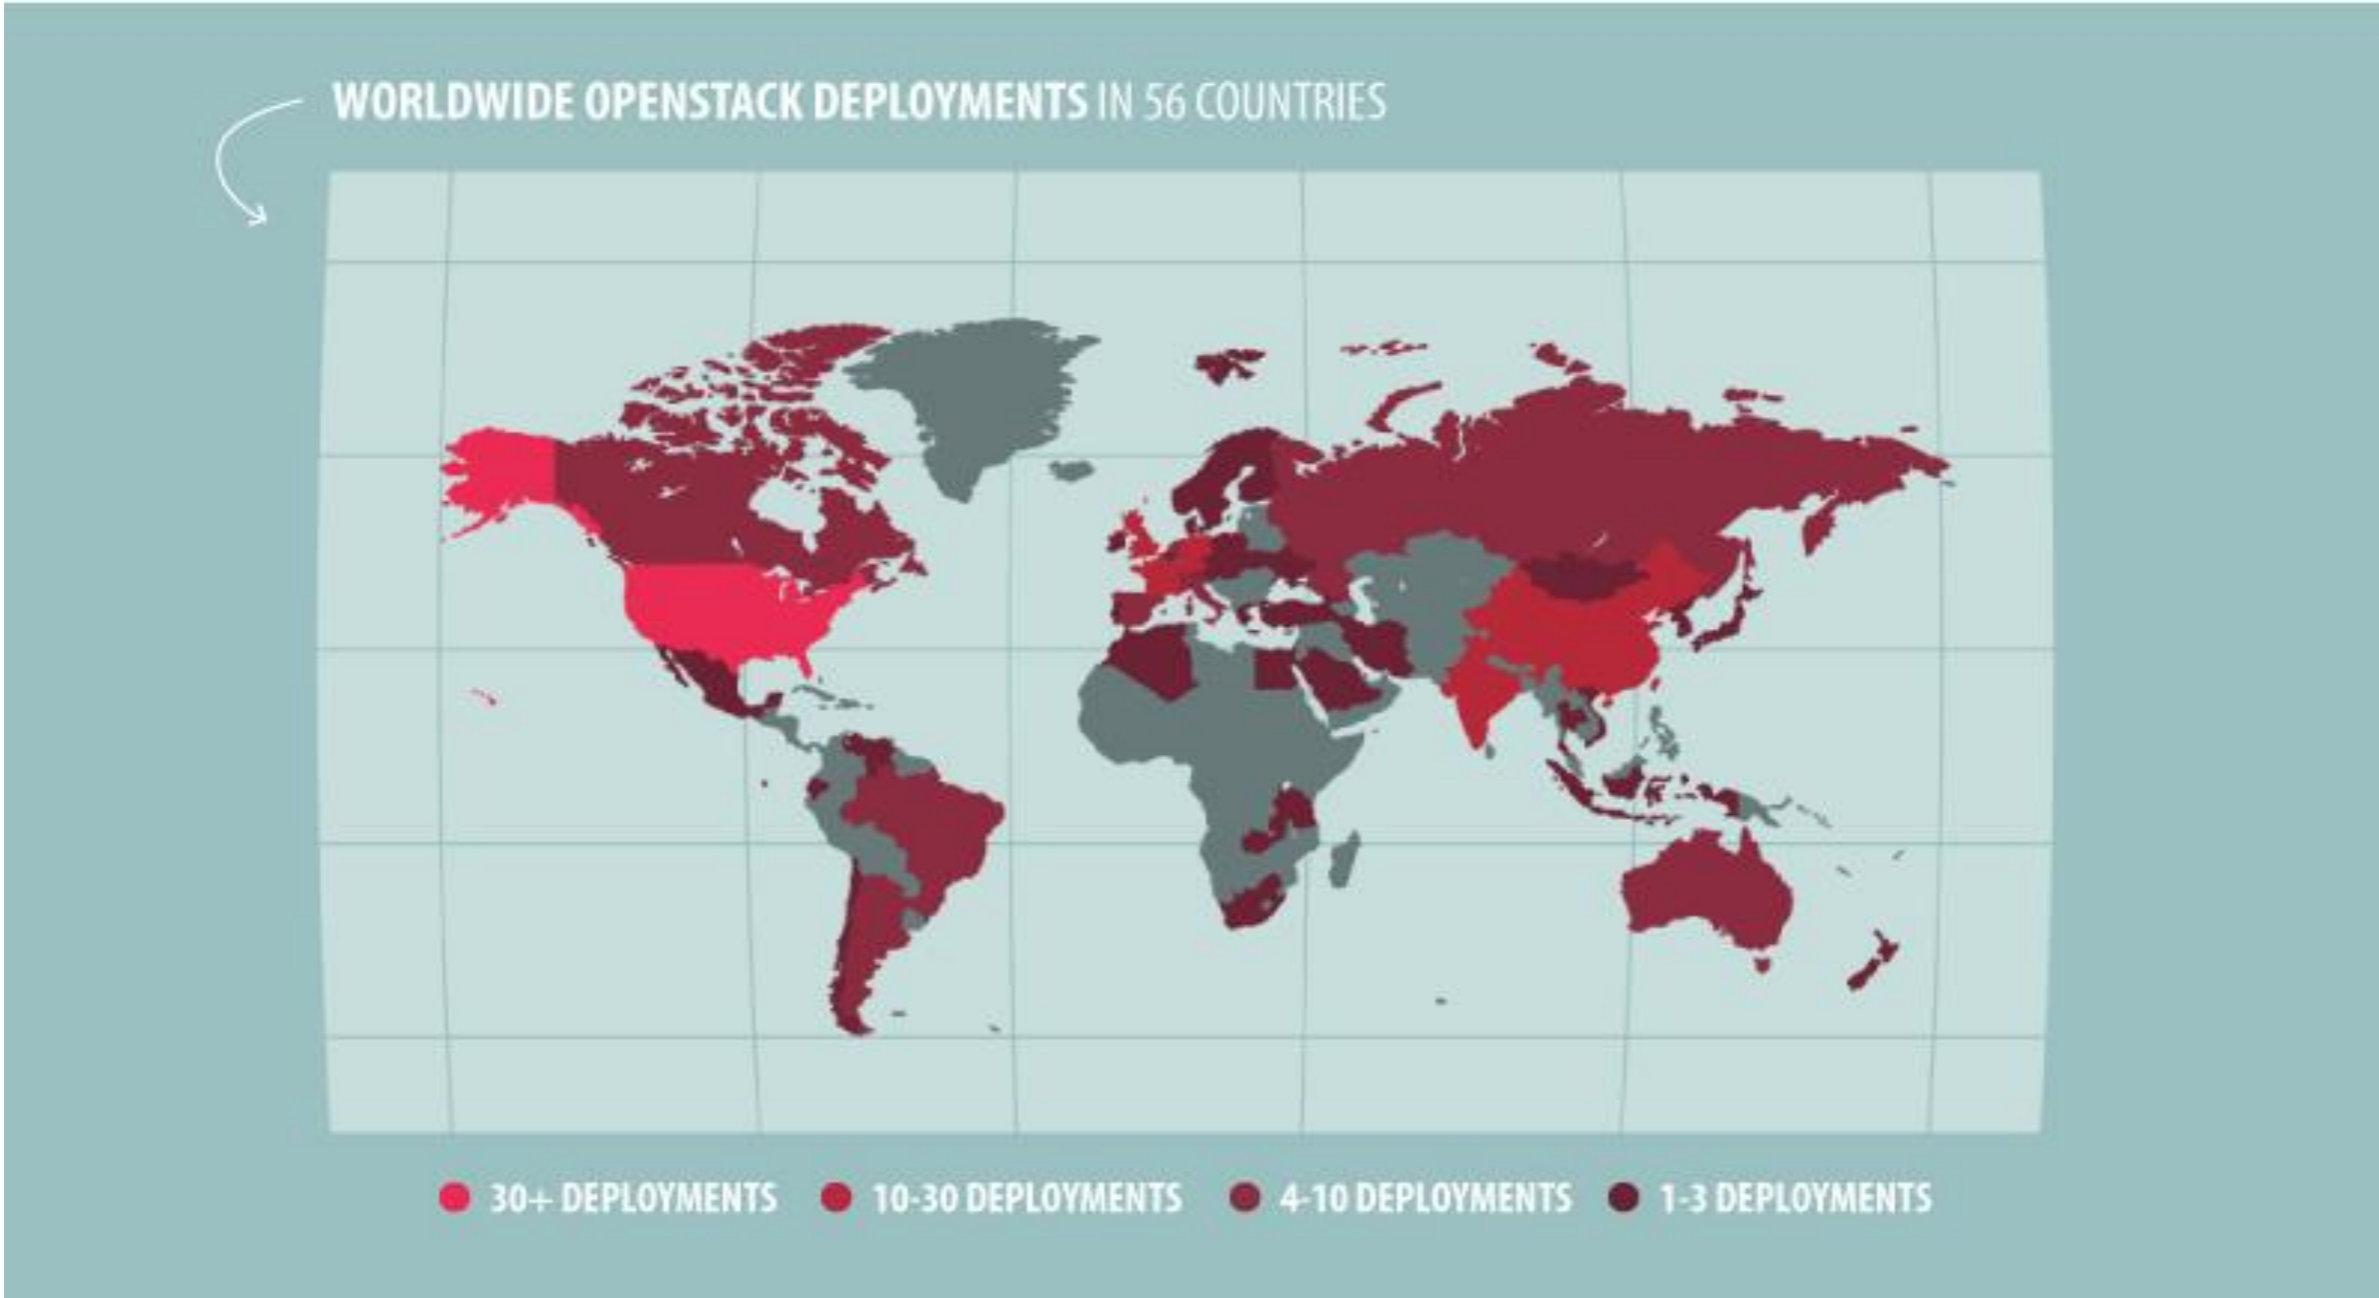 WORLDWIDE OPENSTACK DEPLOYMENTS IN 56 COUNTRIES
30+ DEPLOYMENTS
10-30 DEPLOYMENTS
4-10 DEPLOYMENTS
1-3 DEPLOYMENTS